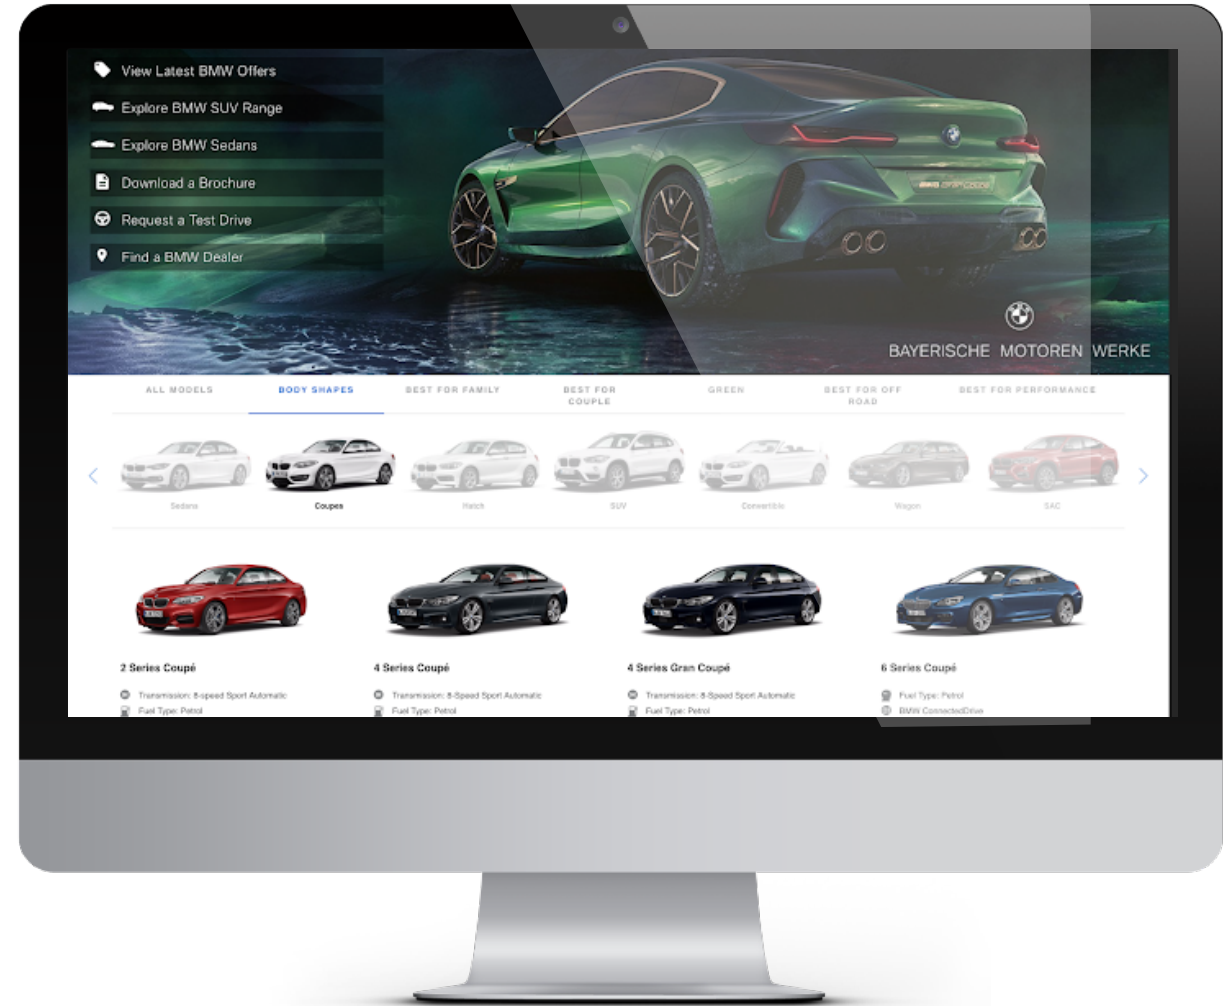 View Latest BMW Offers
Explore BMW SUV Range
Explore BMW Sedans
Download a Brochure
Request a Test Drive
Find a BMW Dealer
BAYERISCHE MOTOREN WERKE
ALL MODELS
BODY SHAPES
BEST FOR FAMILY
BEST FOR
COUPLE
GREEN
BEST FOR OFF
ROAD
BEST FOR PERFORMANCE
Sedans
Coupes
Hatch
SUV
Convertible
Wagon
SAC
2 Series Coupé
Transmission: 8-speed Sport Automatic
Fuel Type: Petrol
4 Series Coupé
Transmission: 8-Speed Sport Automatic
Fuel Type: Petrol
4 Series Gran Coupé
Transmission: 8-Speed Sport Automatic
Fuel Type: Petrol
6 Series Coupé
Fuel Type: Petrol
BMW ConnectedDrive